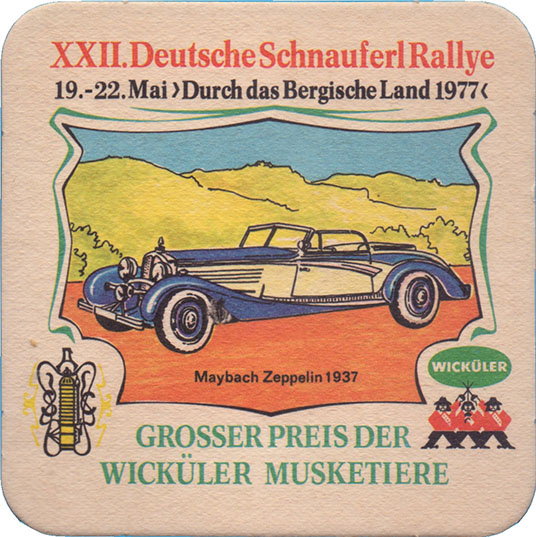 XXII. Deutsche Schnauferl Rallye
19.-22. Mai ›Durch das Bergische Land 1977‹
Maybach Zeppelin 1937
WICKÜLER
GROSSER PREIS DER
WICKÜLER MUSKETIERE